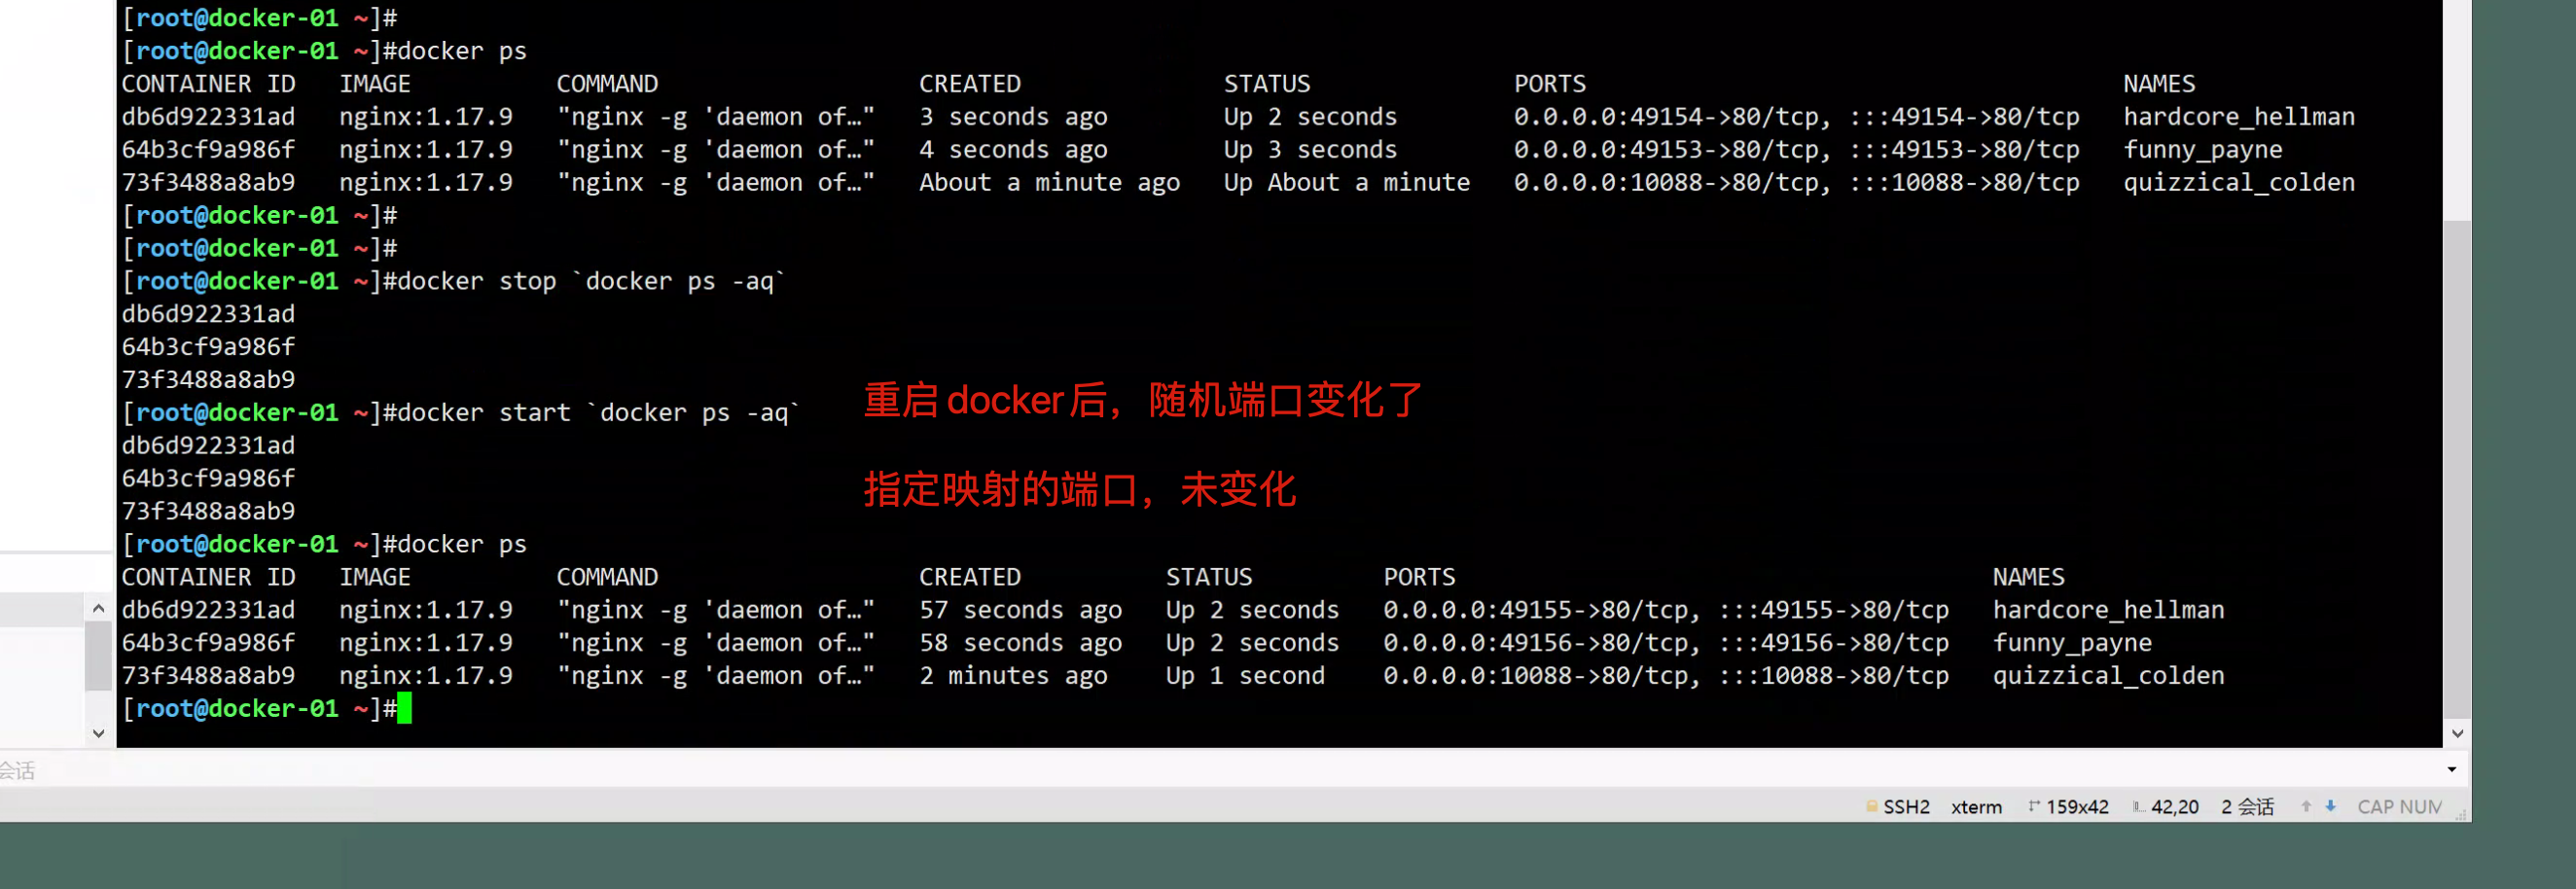 [root@docker-01 ~]#
[root@docker-01 ~]#docker ps
CONTAINER ID   IMAGE          COMMAND                  CREATED              STATUS              PORTS                                     NAMES
db6d922331ad   nginx:1.17.9   "nginx -g 'daemon of…"   3 seconds ago        Up 2 seconds        0.0.0.0:49154->80/tcp, :::49154->80/tcp   hardcore_hellman
64b3cf9a986f   nginx:1.17.9   "nginx -g 'daemon of…"   4 seconds ago        Up 3 seconds        0.0.0.0:49153->80/tcp, :::49153->80/tcp   funny_payne
73f3488a8ab9   nginx:1.17.9   "nginx -g 'daemon of…"   About a minute ago   Up About a minute   0.0.0.0:10088->80/tcp, :::10088->80/tcp   quizzical_colden
[root@docker-01 ~]#
[root@docker-01 ~]#
[root@docker-01 ~]#docker stop `docker ps -aq`
db6d922331ad
64b3cf9a986f
73f3488a8ab9
[root@docker-01 ~]#docker start `docker ps -aq`
重启docker后，随机端口变化了
db6d922331ad
64b3cf9a986f
指定映射的端口，未变化
73f3488a8ab9
[root@docker-01 ~]#docker ps
CONTAINER ID   IMAGE          COMMAND                  CREATED          STATUS         PORTS                                     NAMES
db6d922331ad   nginx:1.17.9   "nginx -g 'daemon of…"   57 seconds ago   Up 2 seconds   0.0.0.0:49155->80/tcp, :::49155->80/tcp   hardcore_hellman
64b3cf9a986f   nginx:1.17.9   "nginx -g 'daemon of…"   58 seconds ago   Up 2 seconds   0.0.0.0:49156->80/tcp, :::49156->80/tcp   funny_payne
73f3488a8ab9   nginx:1.17.9   "nginx -g 'daemon of…"   2 minutes ago    Up 1 second    0.0.0.0:10088->80/tcp, :::10088->80/tcp   quizzical_colden
[root@docker-01 ~]#
会话
SSH2 xterm 159x42 42,20 2 会话 CAP NUM